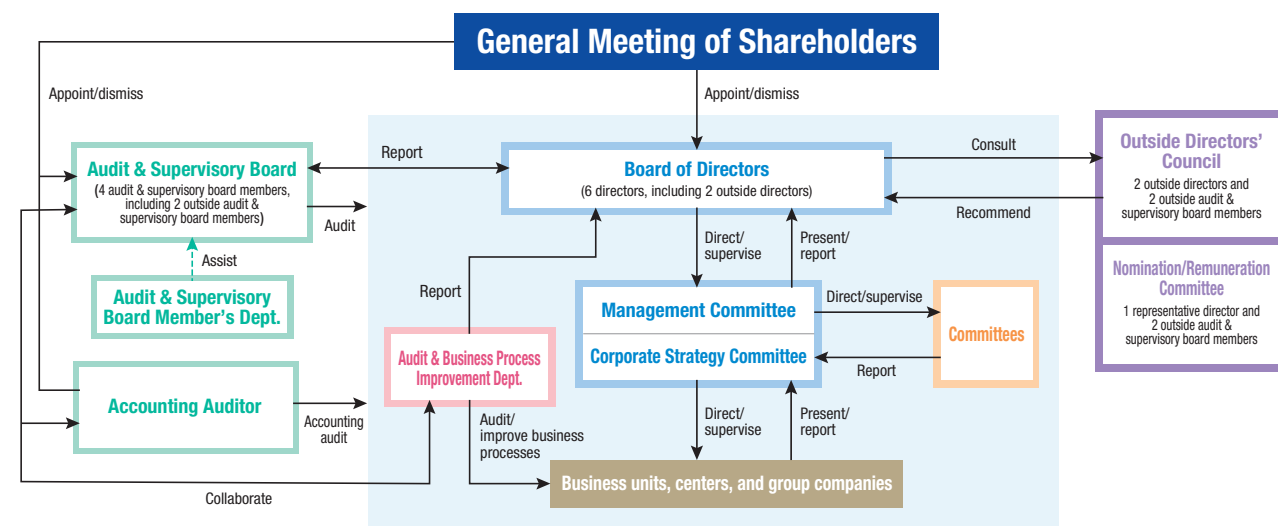 General Meeting of Shareholders
Appoint/dismiss
Appoint/dismiss
Audit & Supervisory Board
(4 audit & supervisory board members,
including 2 outside audit &
supervisory board members)
Report
Audit
Board of Directors
(6 directors, including 2 outside directors)
Consult
Recommend
Outside Directors'
Council
2 outside directors and
2 outside audit &
supervisory board members
Assist
Audit & Supervisory
Board Member's Dept.
Report
Direct/
supervise
Present/
report
Nomination/Remuneration
Committee
1 representative director and
2 outside audit &
supervisory board members
Management Committee
Corporate Strategy Committee
Direct/supervise
Report
Committees
Audit & Business Process
Improvement Dept.
Accounting Auditor
Accounting
audit
Audit/
improve business
processes
Direct/
supervise
Present/
report
Business units, centers, and group companies
Collaborate